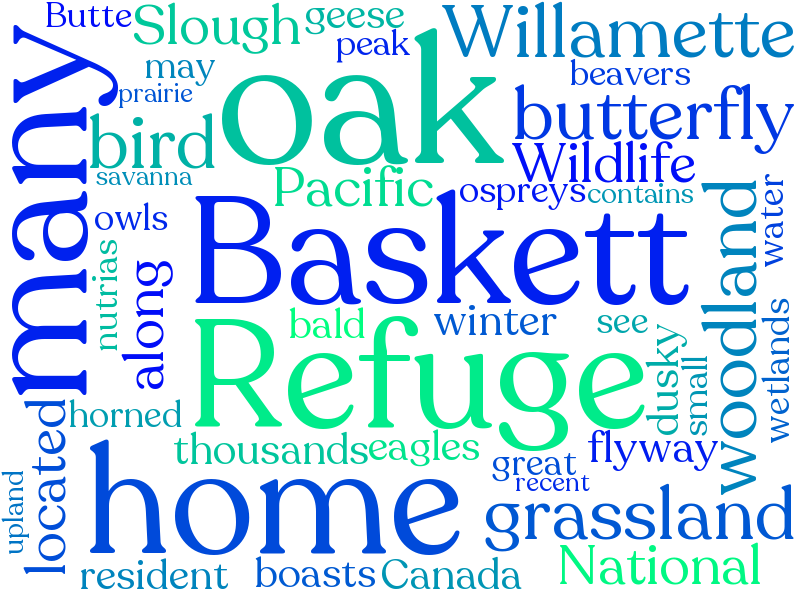 Butte
Slough
geese
peak
Willamette
may
prairie
oak
beavers
many
bird
butterfly
savanna
Pacific
Wildlife
ospreys
contains
owls
Baskett
woodland
water
nutrias
along
bald
winter
see
Refuge
dusky
small
wetlands
horned
located
thousands
eagles
flyway
great
recent
upland
home
grassland
resident
boasts
Canada
National